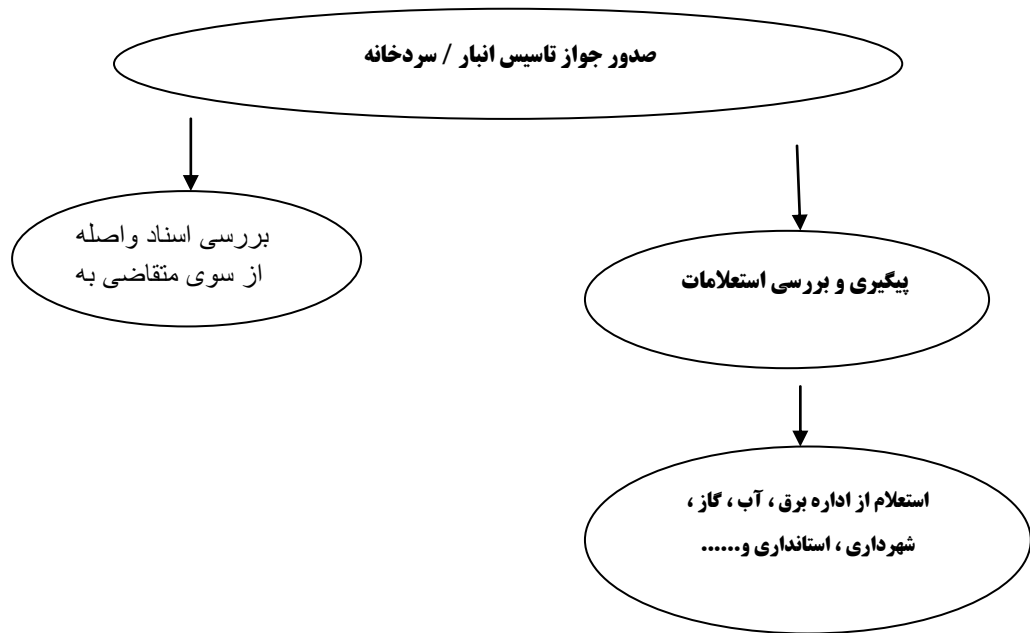 صدور جواز تاسیس انبار / سردخانه
بررسی اسناد واصله
از سوی متقاضی به
پیگیری و بررسی استعلامات
استعلام از اداره برق ، آب ، گاز ،
شهرداری ، استانداری و......